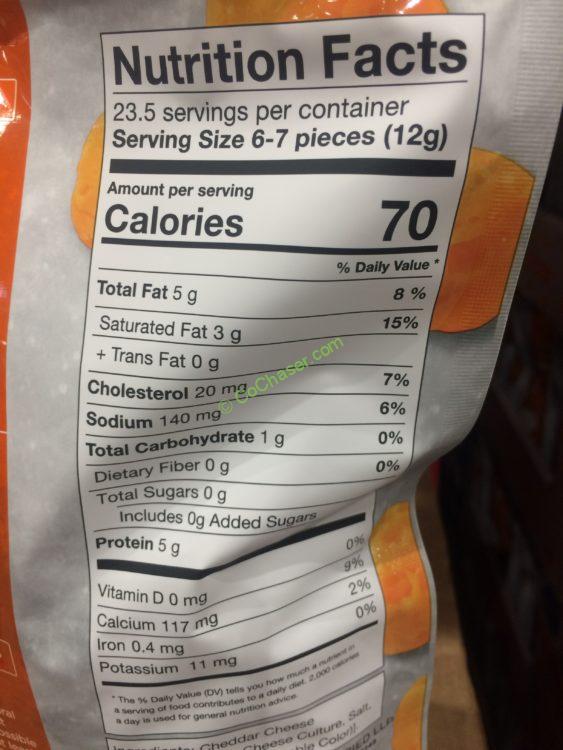 Nutrition Facts
23.5 servings per container
Serving Size 6-7 pieces (12g)
Amount per serving
Calories 70
% Daily Value *
Total Fat 5 g 8 %
Saturated Fat 3 g 15%
+ Trans Fat 0 g
Cholesterol 20 mg 7%
Sodium 140 mg 6%
Total Carbohydrate 1 g 0%
Dietary Fiber 0 g 0%
Total Sugars 0 g
Includes 0g Added Sugars
Protein 5 g
Vitamin D 0 mg 0%
Calcium 117 mg 9%
Iron 0.4 mg 2%
Potassium 11 mg 0%
* The % Daily Value (DV) tells you how much a nutrient in
a serving of food contributes to a daily diet. 2,000 calories
a day is used for general nutrition advice.
Cheddar Cheese
Cheese Culture, Salt,
Color)].
© CoChaser.com